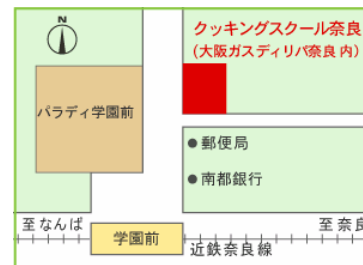 N
クッキングスクール奈良
(大阪ガスディリパ奈良 内)
パラディ学園前
●郵便局
●南都銀行
至なんば
至 奈良
学園前
近鉄奈良線